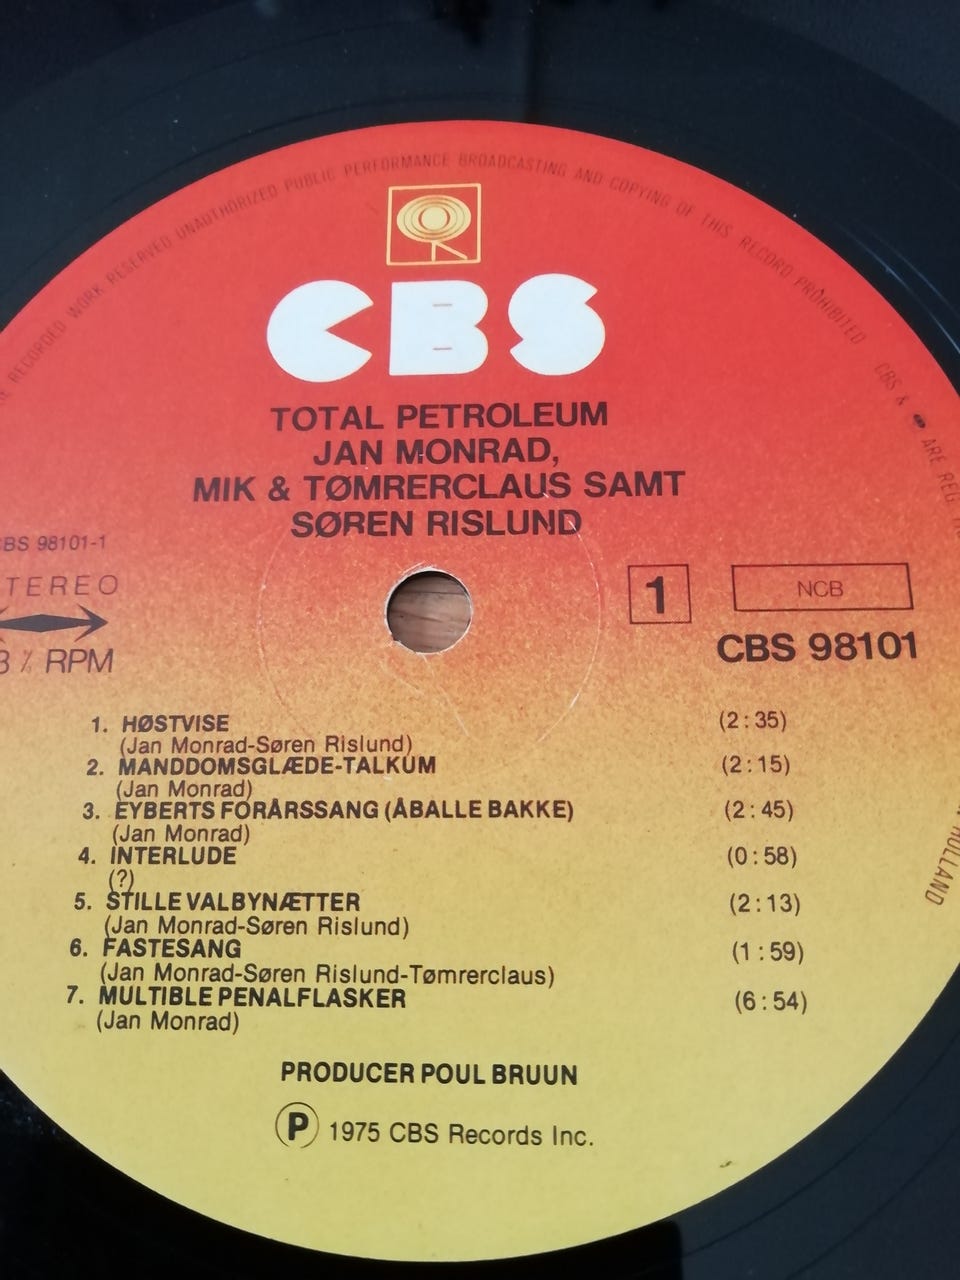 RECORDED WORK RESERVED UNAUTHORIZED PUBLIC PERFORMANCE BROADCASTING AND COPYING OF THIS RECORD PROHIBITED CBS & ARE REG.
CBS
TOTAL PETROLEUM
JAN MONRAD,
MIK & TØMRERCLAUS SAMT
SØREN RISLUND
CBS 98101-1
TEREO
1
NCB
RPM
CBS 98101
1. HØSTVISE (2:35)
(Jan Monrad-Søren Rislund)
2. MANDDOMSGLÆDE-TALKUM (2:15)
(Jan Monrad)
3. EYBERTS FORÅRSSANG (ÅBALLE BAKKE) (2:45)
(Jan Monrad)
4. INTERLUDE (0:58)
(?)
5. STILLE VALBYNÆTTER (2:13)
(Jan Monrad-Søren Rislund)
6. FASTESANG (1:59)
(Jan Monrad-Søren Rislund-Tømrerclaus)
7. MULTIBLE PENALFLASKER (6:54)
(Jan Monrad)
HOLLAND
PRODUCER POUL BRUUN
P 1975 CBS Records Inc.